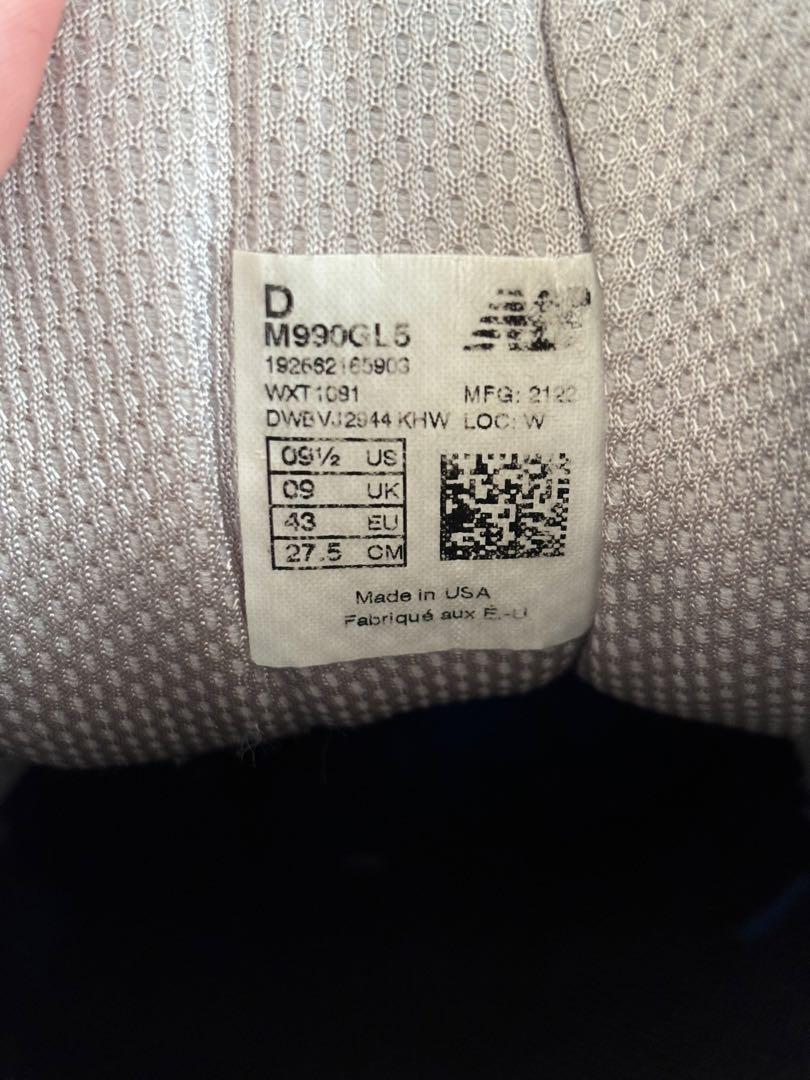 D
M990GL5
192662165903
WXT1091 MFG: 2122
DWBVJ2944 KHW LOC: W
09½ US
09 UK
43 EU
27.5 CM
Made in USA
Fabriqué aux É.-U